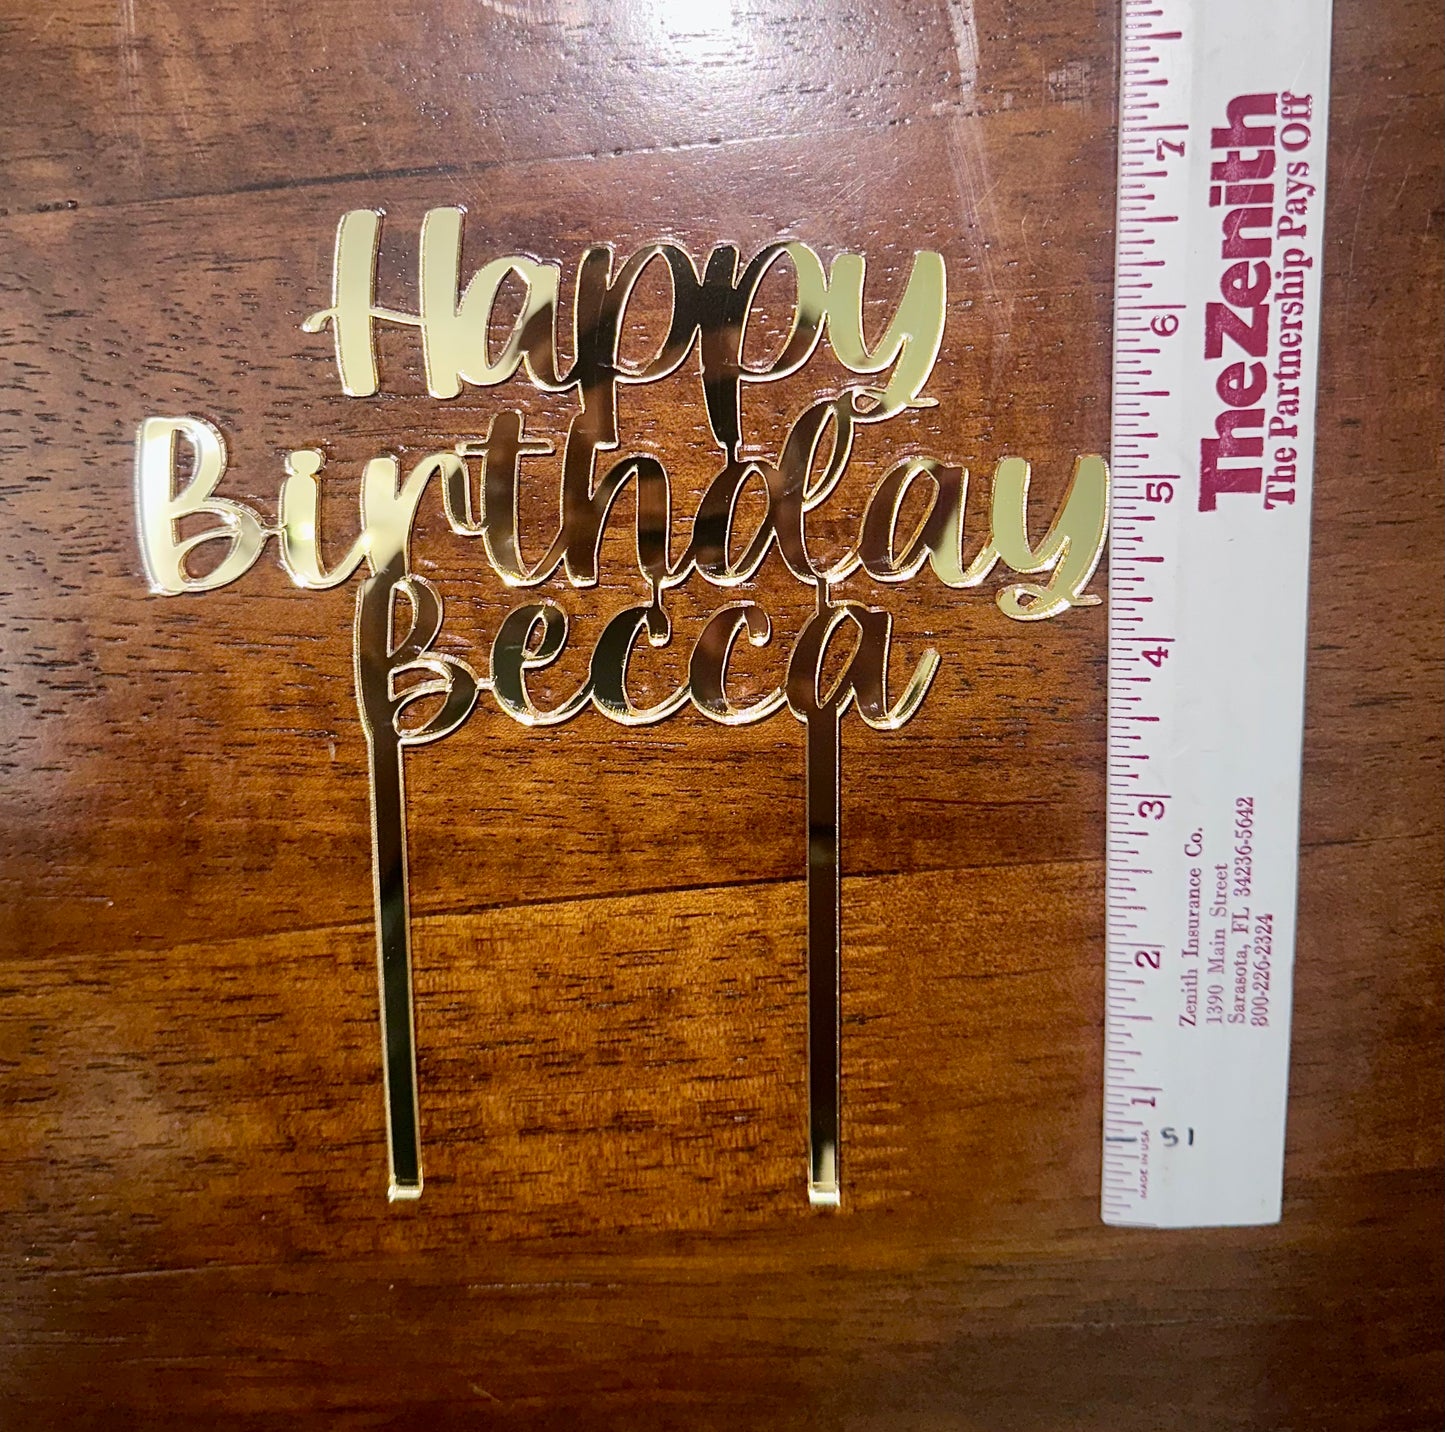 Happy
Birthday
Becca
TheZenith
The Partnership Pays Off
Zenith Insurance Co.
1390 Main Street
Sarasota, FL 34236-5642
800-226-2324
7
6
5
4
3
2
1
MADE IN USA
51